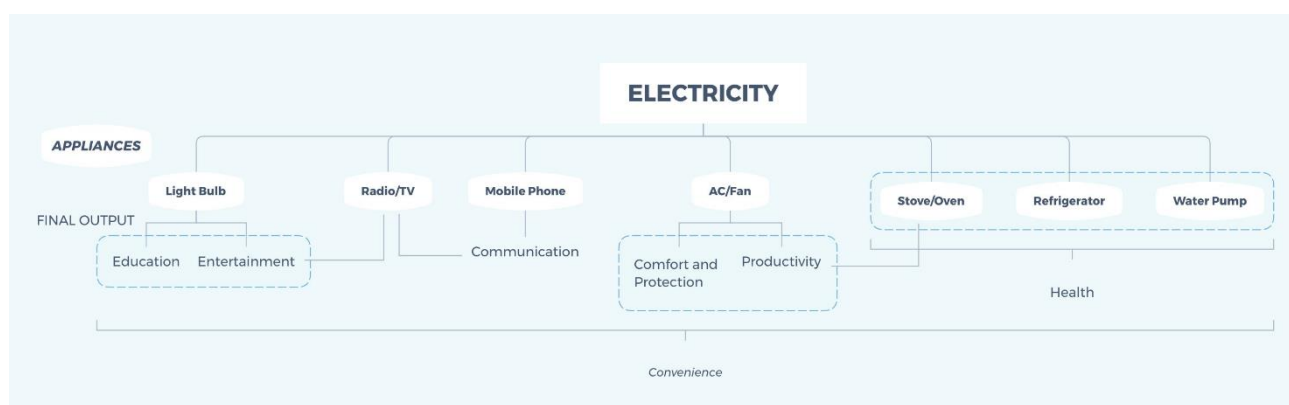 ELECTRICITY
APPLIANCES
Light Bulb
Radio/TV
Mobile Phone
AC/Fan
Stove/Oven
Refrigerator
Water Pump
FINAL OUTPUT
Education
Entertainment
Communication
Comfort and
Protection
Productivity
Health
Convenience